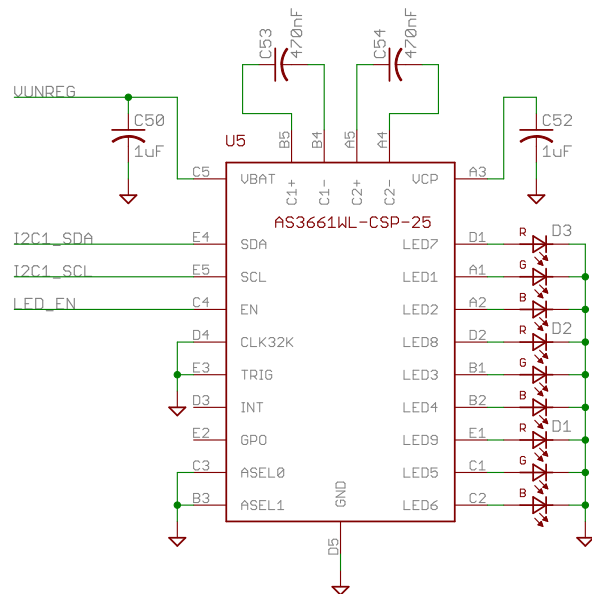 C53 470nF C54 470nF
VUNREG
C50 1uF
C52 1uF
U5
B5 B4 A5 A4
C5 VBAT C1+ C1- C2+ C2- VCP A3
AS3661WL-CSP-25
I2C1_SDA E4 SDA LED7 D1 R D3
I2C1_SCL E5 SCL LED1 A1 G
LED_EN C4 EN LED2 A2 B
D4 CLK32K LED8 D2 R D2
E3 TRIG LED3 B1 G
D3 INT LED4 B2 B
E2 GPO LED9 E1 R D1
C3 ASEL0 LED5 C1 G
B3 ASEL1 GND LED6 C2 B
D5